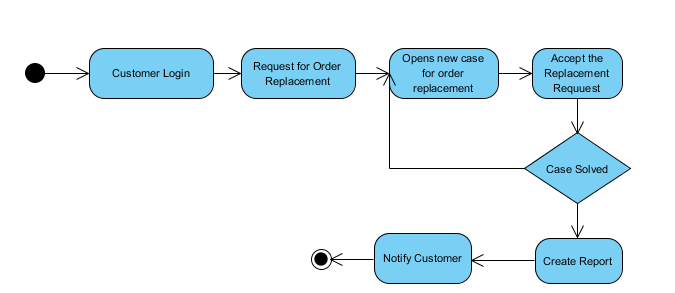 Customer Login
Request for Order
Replacement
Opens new case
for order
replacement
Accept the
Replacement
Requuest
Case Solved
Notify Customer
Create Report